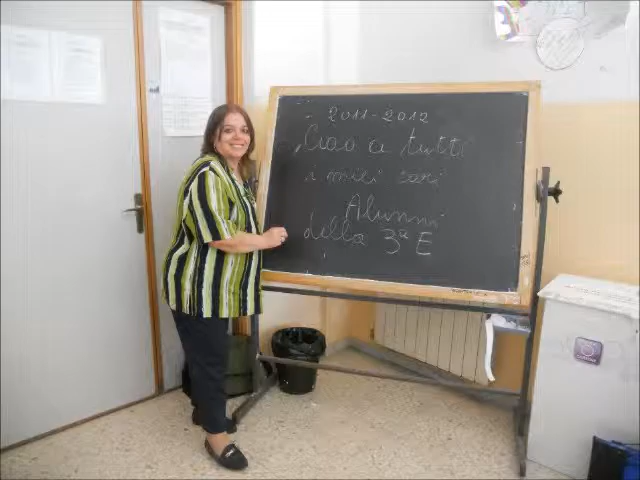 2011-2012
Ciao a tutti
i miei cari
Alunni
della 3ª E